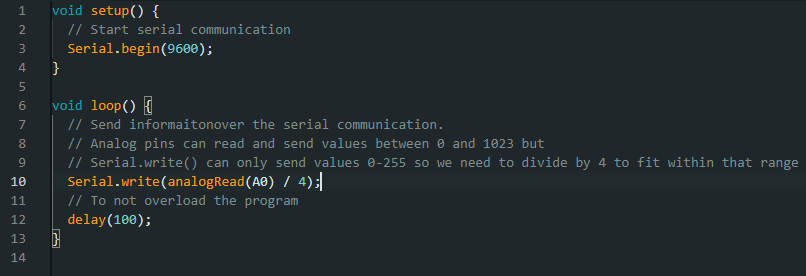 1 void setup() {
2 // Start serial communication
3 Serial.begin(9600);
4 }
5
6 void loop() {
7 // Send informaitonover the serial communication.
8 // Analog pins can read and send values between 0 and 1023 but
9 // Serial.write() can only send values 0-255 so we need to divide by 4 to fit within that range
10 Serial.write(analogRead(A0) / 4);
11 // To not overload the program
12 delay(100);
13 }
14